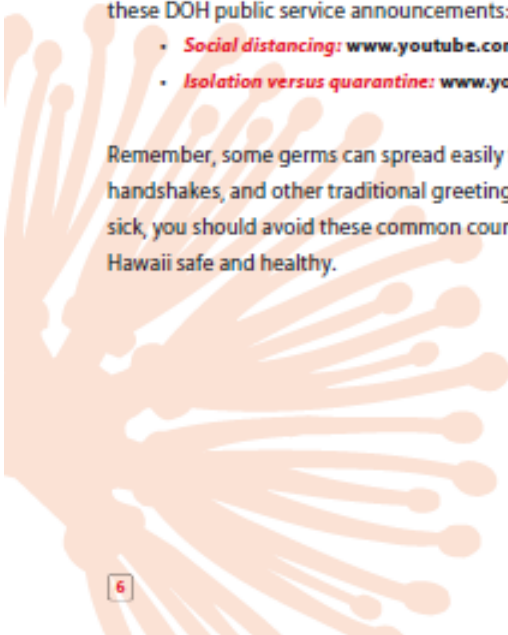 these DOH public service announcements:
• Social distancing: www.youtube.com
• Isolation versus quarantine: www.yo
Remember, some germs can spread easily
handshakes, and other traditional greeting
sick, you should avoid these common cour
Hawaii safe and healthy.
6